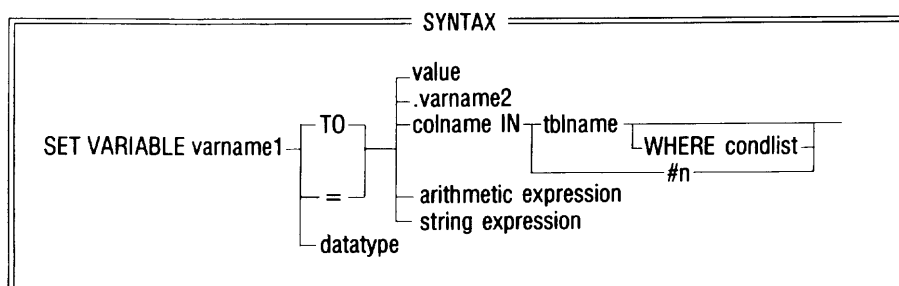 SYNTAX
value
.varname2
TO colname IN tblname
SET VARIABLE varname1 WHERE condlist
#n
= arithmetic expression
string expression
datatype